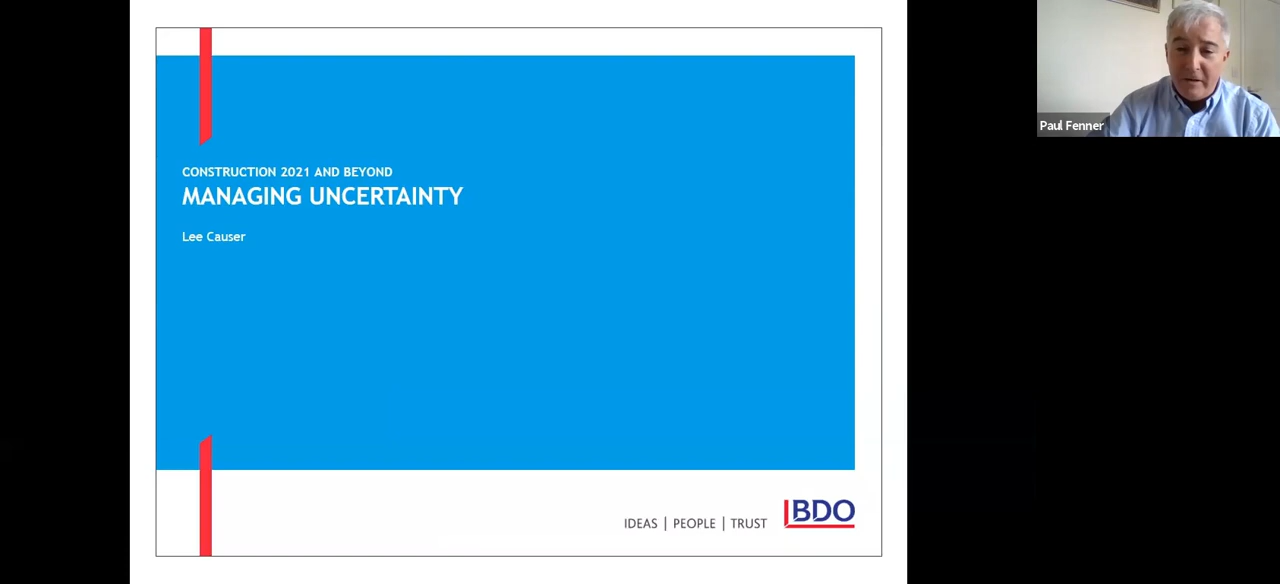 CONSTRUCTION 2021 AND BEYOND
MANAGING UNCERTAINTY
Lee Causer
IDEAS | PEOPLE | TRUST
BDO
Paul Fenner